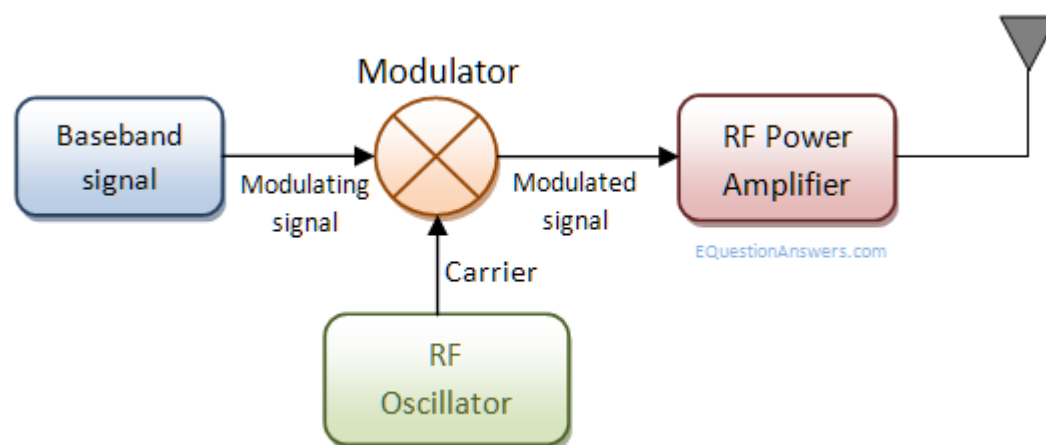 Modulator
Baseband
signal
Modulating
signal
Modulated
signal
RF Power
Amplifier
EQuestionAnswers.com
Carrier
RF
Oscillator